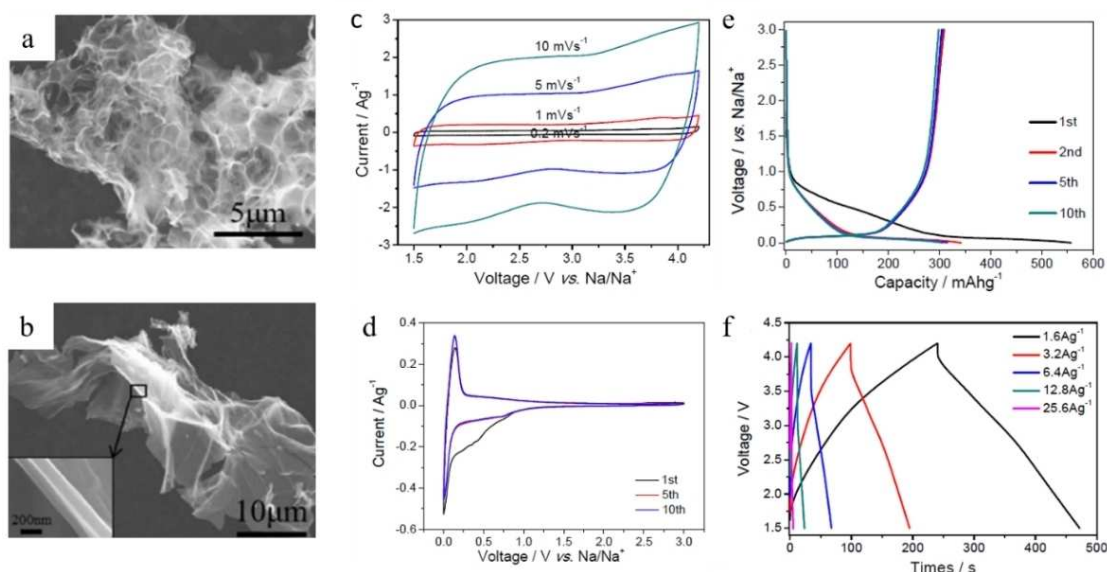 a
5μm
b
200nm
10μm
c
3
2
1
0
-1
-2
-3
10 mVs⁻¹
5 mVs⁻¹
1 mVs⁻¹
0.2 mVs⁻¹
1.5 2.0 2.5 3.0 3.5 4.0
Current / Ag⁻¹
Voltage / V vs. Na/Na⁺
d
0.4
0.2
0.0
-0.2
-0.4
-0.6
1st
5th
10th
0.0 0.5 1.0 1.5 2.0 2.5 3.0
Current / Ag⁻¹
Voltage / V vs. Na/Na⁺
e
3.0
2.5
2.0
1.5
1.0
0.5
0.0
1st
2nd
5th
10th
0 100 200 300 400 500 600
Voltage / vs. Na/Na⁺
Capacity / mAhg⁻¹
f
4.5
4.0
3.5
3.0
2.5
2.0
1.5
1.6Ag⁻¹
3.2Ag⁻¹
6.4Ag⁻¹
12.8Ag⁻¹
25.6Ag⁻¹
0 100 200 300 400 500
Voltage / V
Times / s